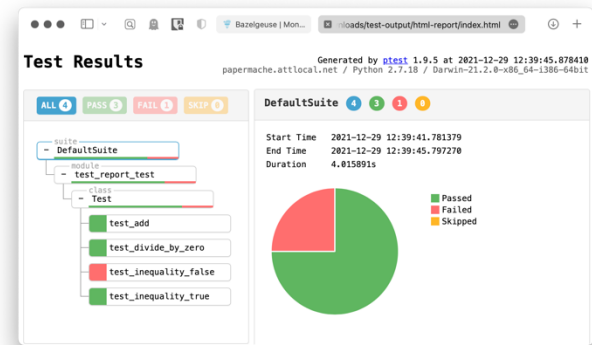 Bazelgeuse | Mon...
nloads/test-output/html-report/index.html
Test Results
Generated by ptest 1.9.5 at 2021-12-29 12:39:45.878410
papermache.attlocal.net / Python 2.7.18 / Darwin-21.2.0-x86_64-i386-64bit
ALL 4 PASS 3 FAIL 1 SKIP 0
suite
− DefaultSuite
module
− test_report_test
class
− Test
test_add
test_divide_by_zero
test_inequality_false
test_inequality_true
DefaultSuite 4 3 1 0
Start Time 2021-12-29 12:39:41.781379
End Time 2021-12-29 12:39:45.797270
Duration 4.015891s
Passed
Failed
Skipped